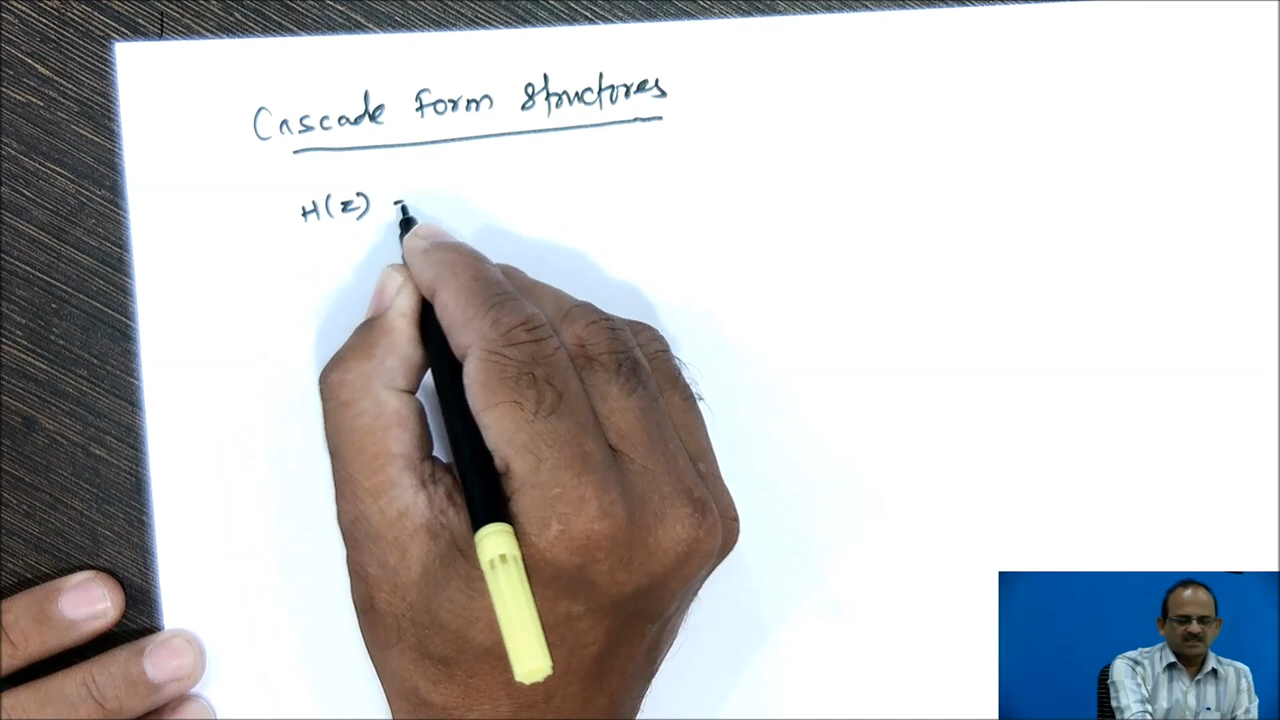 Cascade Form Structures
H(z) =